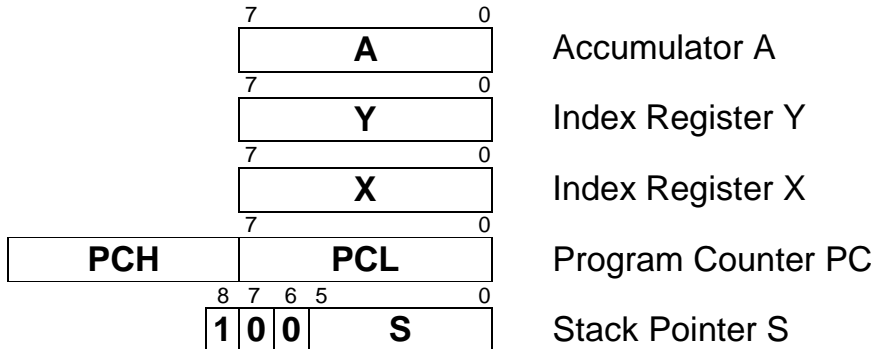 7 0
A Accumulator A
7 0
Y Index Register Y
7 0
X Index Register X
7 0
PCH PCL Program Counter PC
8 7 6 5 0
1 0 0 S Stack Pointer S